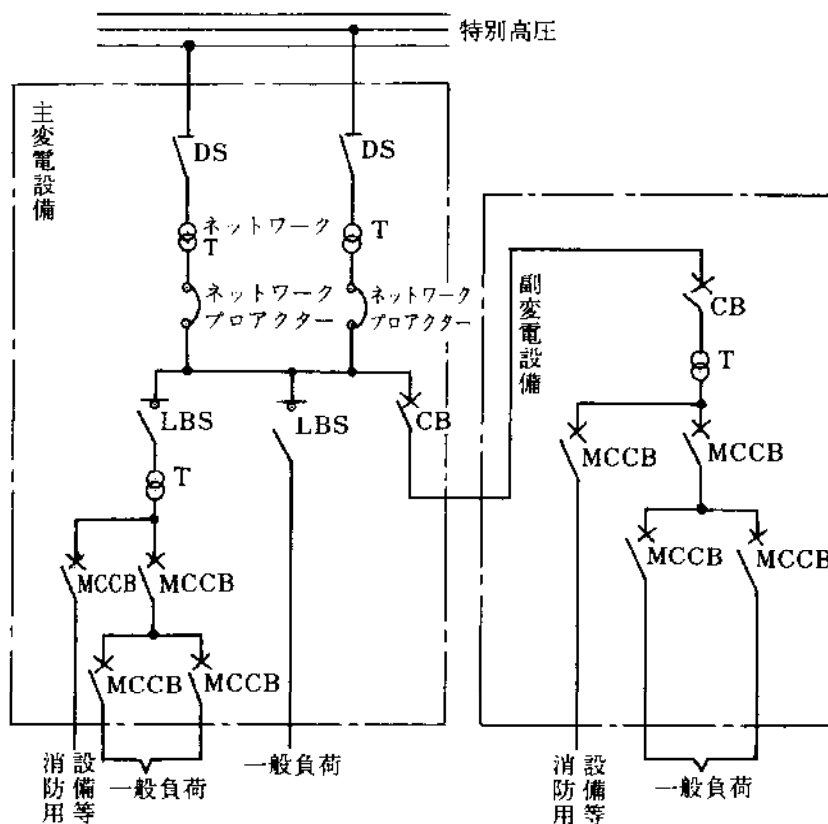 特別高圧
主変電設備
DS
DS
ネットワーク
T
T
ネットワーク
プロアクター
ネットワーク
プロアクター
副変電設備
CB
T
LBS
LBS
CB
MCCB
MCCB
T
MCCB
MCCB
MCCB
MCCB
MCCB
MCCB
消防用
設備等
一般負荷
一般負荷
消防用
設備等
一般負荷